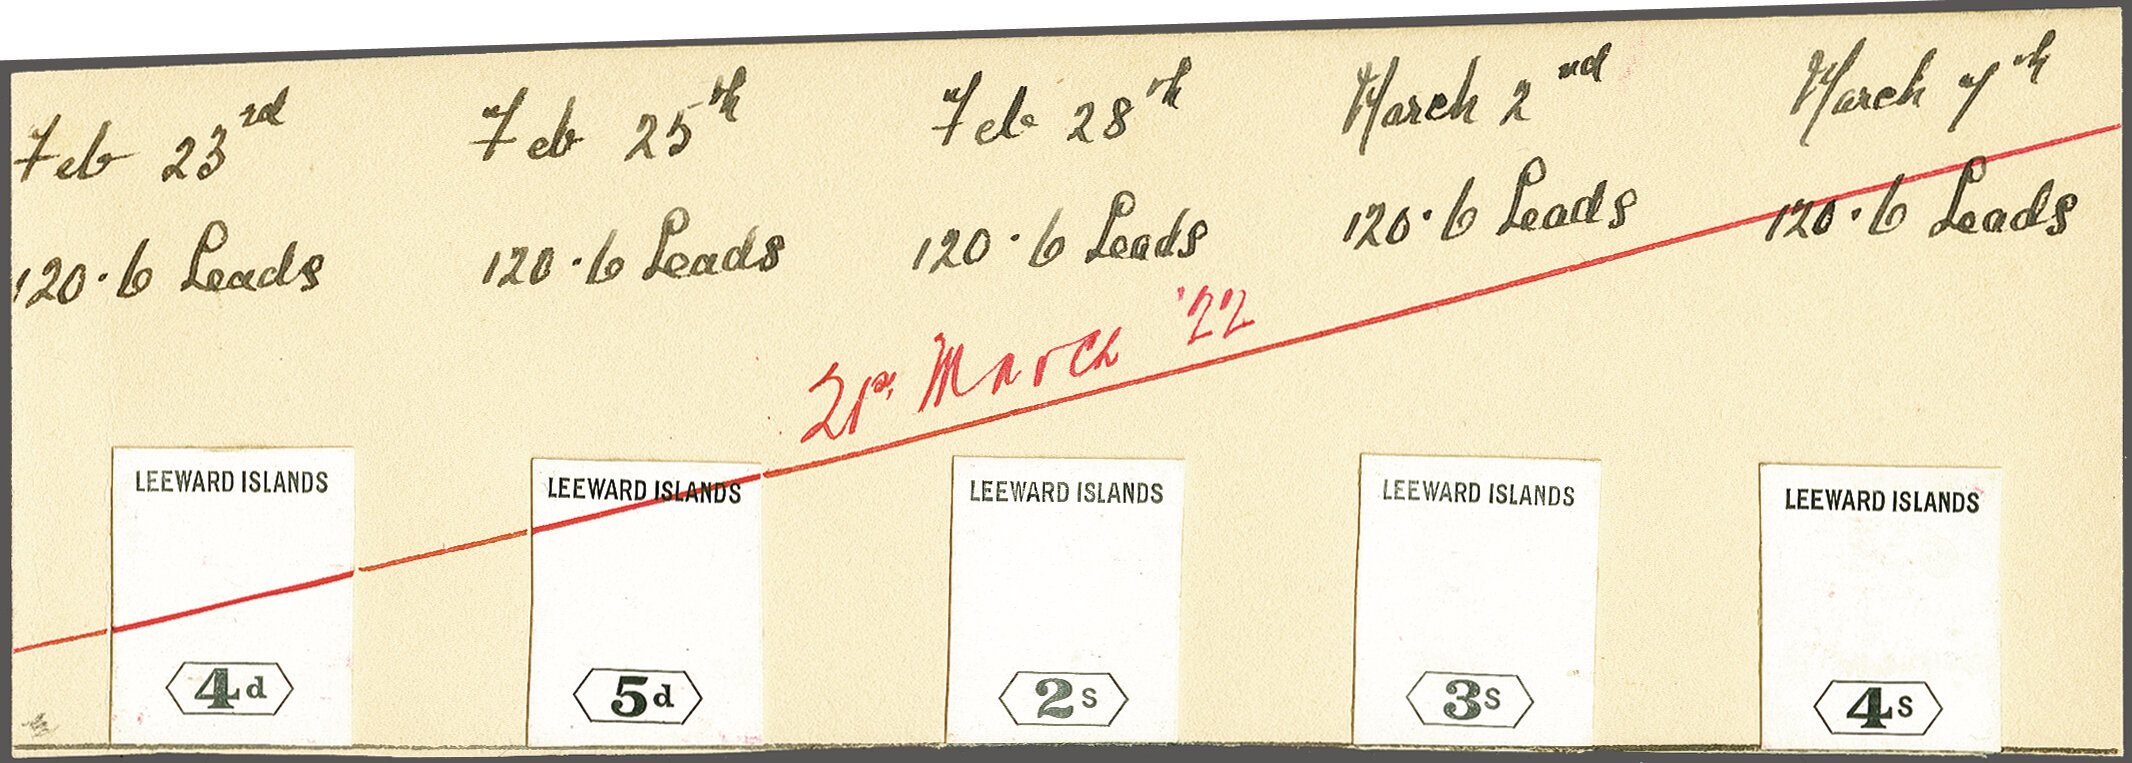 Feb 23rd Feb 25th Feb 28th March 2nd March 7th
120·6 Leads 120·6 Leads 120·6 Leads 120·6 Leads 120·6 Leads
March '22
LEEWARD ISLANDS LEEWARD ISLANDS LEEWARD ISLANDS LEEWARD ISLANDS LEEWARD ISLANDS
4d 5d 2s 3s 4s